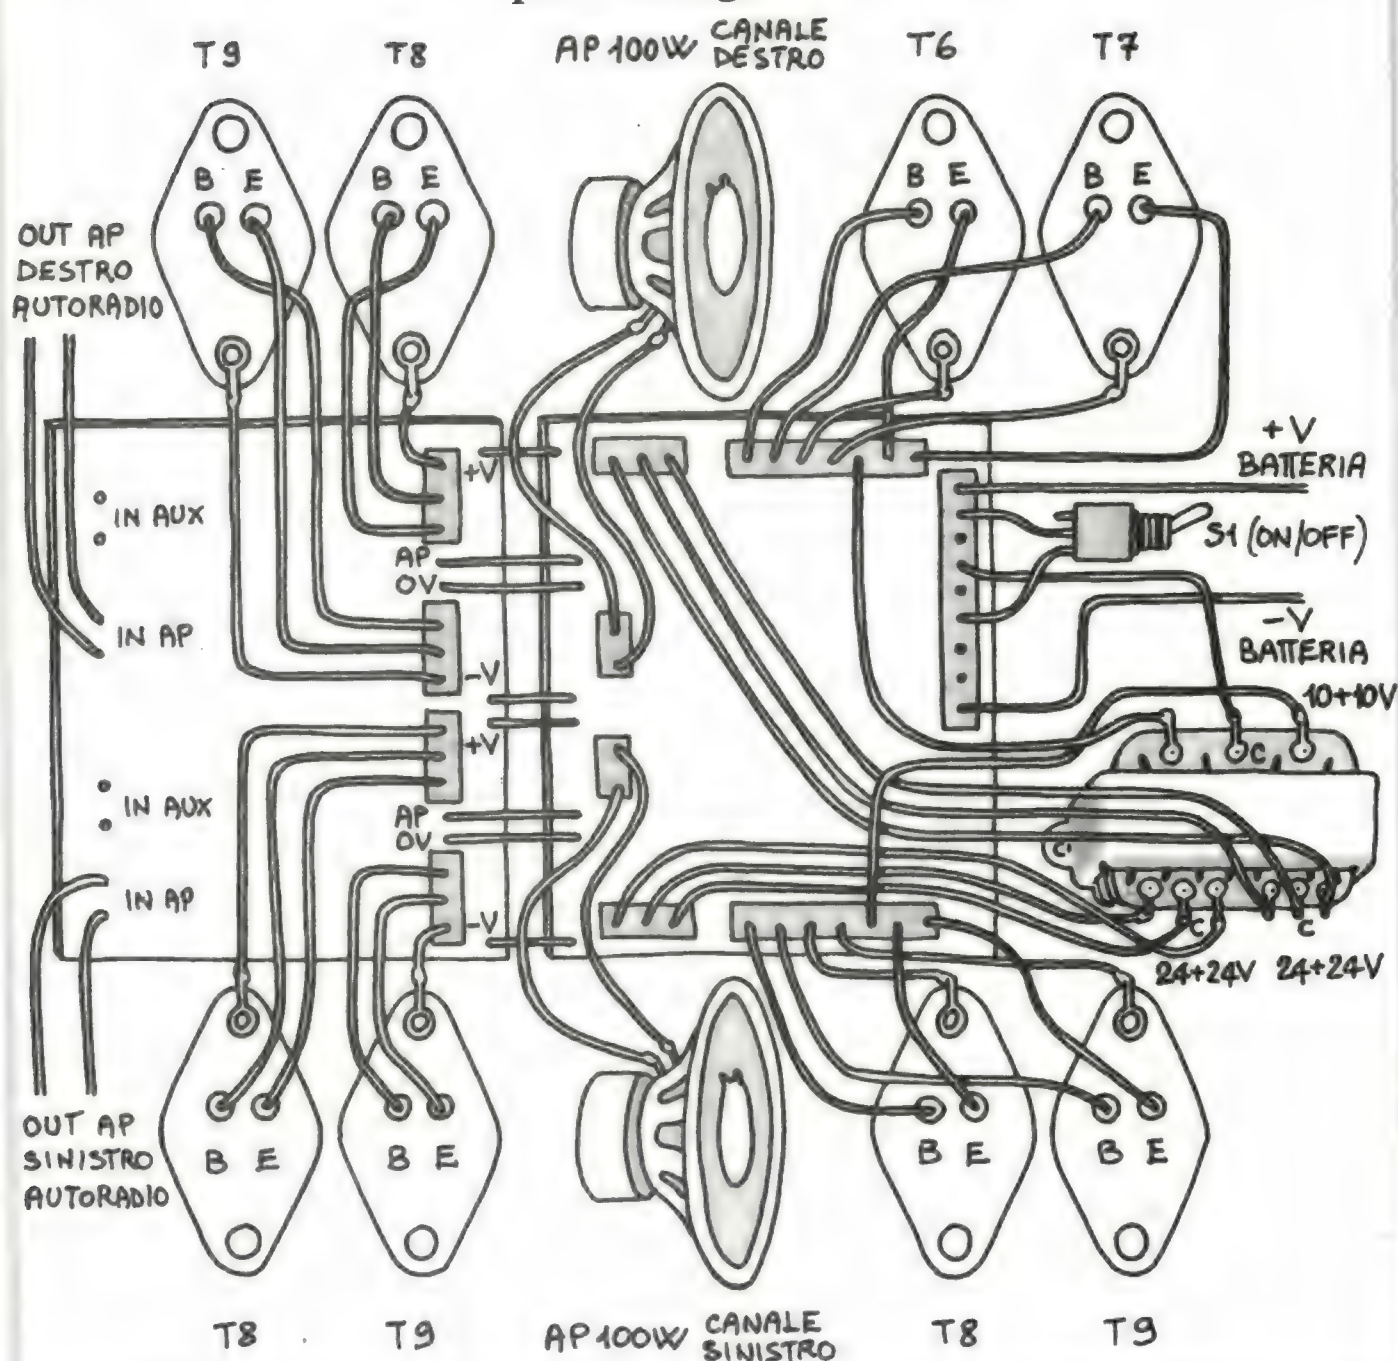 T9
T8
AP 100W CANALE DESTRO
T6
T7
B E
B E
B E
B E
OUT AP
DESTRO
AUTORADIO
+V
BATTERIA
+V
IN AUX
S1 (ON/OFF)
AP
0V
IN AP
-V
-V
BATTERIA
10+10V
+V
C
IN AUX
AP
0V
C
IN AP
-V
C
C
24+24V 24+24V
OUT AP
SINISTRO
AUTORADIO
B E
B E
B E
B E
T8
T9
AP 100W CANALE SINISTRO
T8
T9